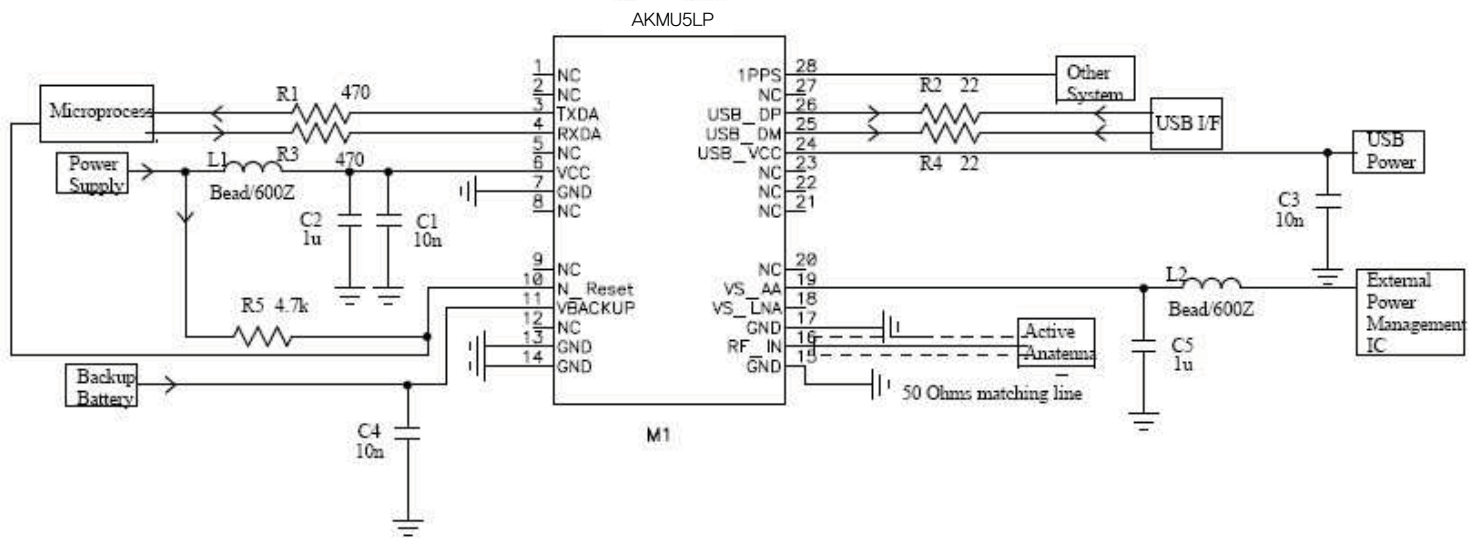 AKMU5LP
Microprocess
R1 470
R3 470
Power
Supply
L1
Bead/600Z
C2
1u
C1
10n
R5 4.7k
Backup
Battery
C4
10n
1 NC
2 NC
3 TXDA
4 RXDA
5 NC
6 VCC
7 GND
8 NC
9 NC
10 N_Reset
11 VBACKUP
12 NC
13 GND
14 GND
1PPS 28
NC 27
USB_DP 26
USB_DM 25
USB_VCC 24
NC 23
NC 22
NC 21
NC 20
VS_AA 19
VS_LNA 18
GND 17
RF_IN 16
GND 15
M1
Other
System
R2 22
R4 22
USB I/F
USB
Power
C3
10n
L2
Bead/600Z
External
Power
Management
IC
C5
1u
Active
Anatenna
50 Ohms matching line